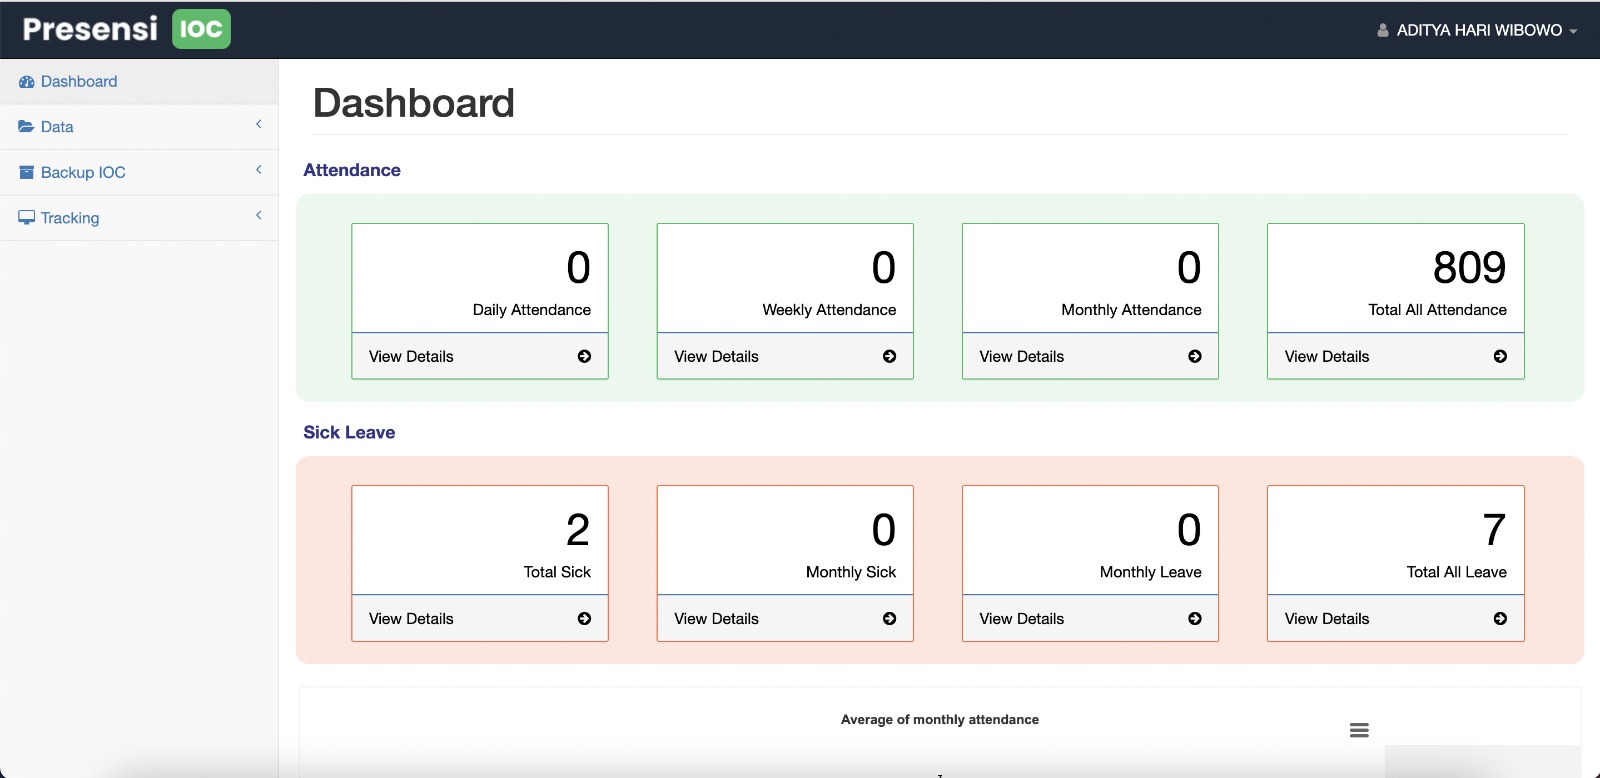 Presensi IOC
ADITYA HARI WIBOWO
Dashboard
Data
Backup IOC
Tracking
Dashboard
Attendance
0
Daily Attendance
View Details
0
Weekly Attendance
View Details
0
Monthly Attendance
View Details
809
Total All Attendance
View Details
Sick Leave
2
Total Sick
View Details
0
Monthly Sick
View Details
0
Monthly Leave
View Details
7
Total All Leave
View Details
Average of monthly attendance